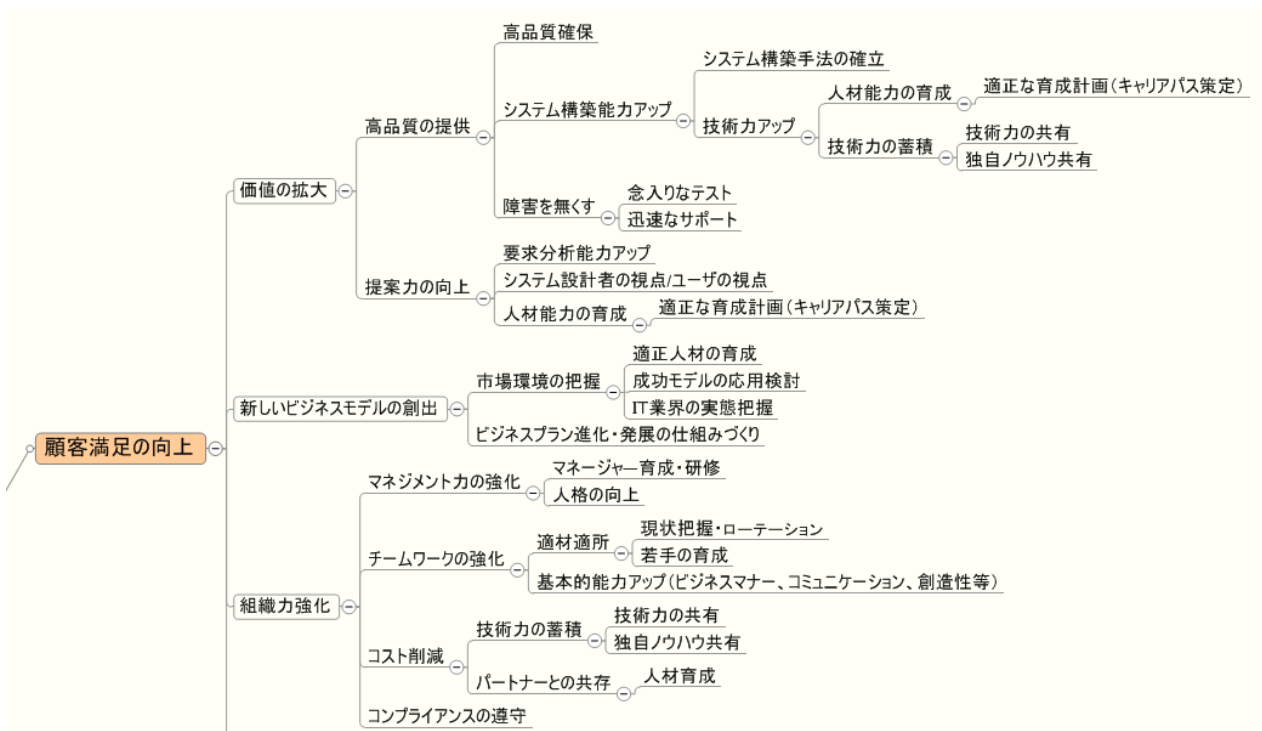 顧客満足の向上
価値の拡大
高品質の提供
高品質確保
システム構築能力アップ
システム構築手法の確立
技術力アップ
人材能力の育成
適正な育成計画(キャリアパス策定)
技術力の蓄積
技術力の共有
独自ノウハウ共有
障害を無くす
念入りなテスト
迅速なサポート
提案力の向上
要求分析能力アップ
システム設計者の視点/ユーザの視点
人材能力の育成
適正な育成計画(キャリアパス策定)
新しいビジネスモデルの創出
市場環境の把握
適正人材の育成
成功モデルの応用検討
IT業界の実態把握
ビジネスプラン進化・発展の仕組みづくり
組織力強化
マネジメント力の強化
マネージャ―育成・研修
人格の向上
チームワークの強化
適材適所
現状把握・ローテーション
若手の育成
基本的能力アップ(ビジネスマナー、コミュニケーション、創造性等)
コスト削減
技術力の蓄積
技術力の共有
独自ノウハウ共有
パートナーとの共存
人材育成
コンプライアンスの遵守